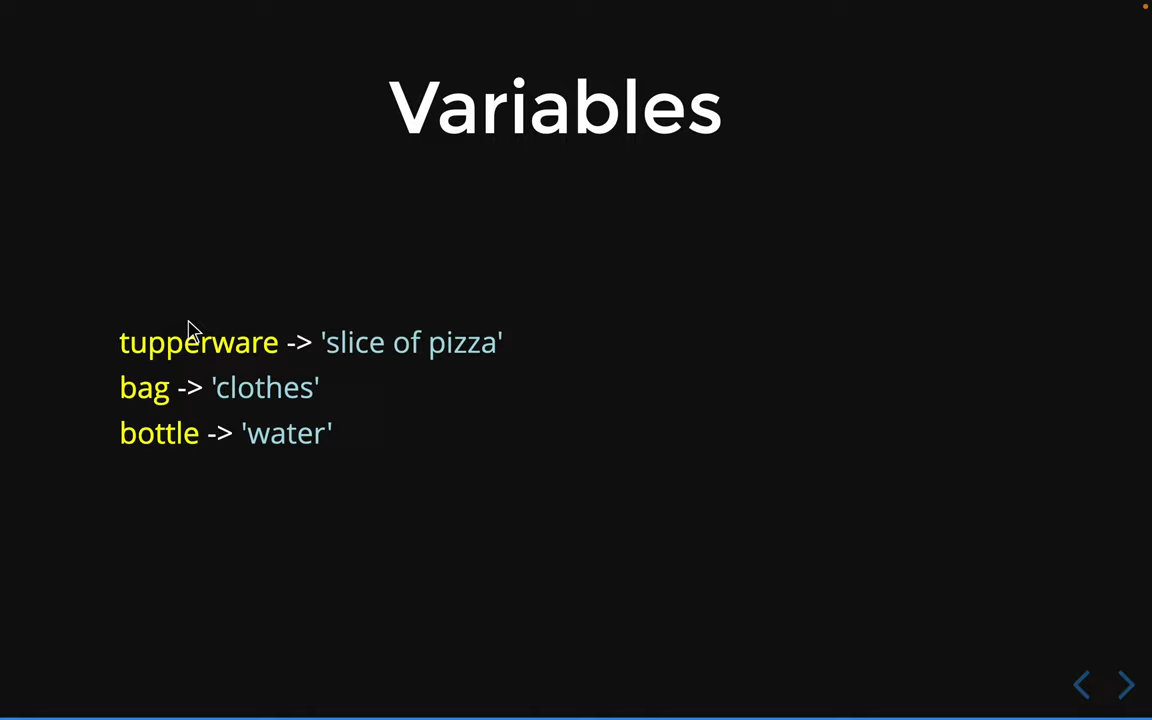 Variables
tupperware -> 'slice of pizza'
bag -> 'clothes'
bottle -> 'water'